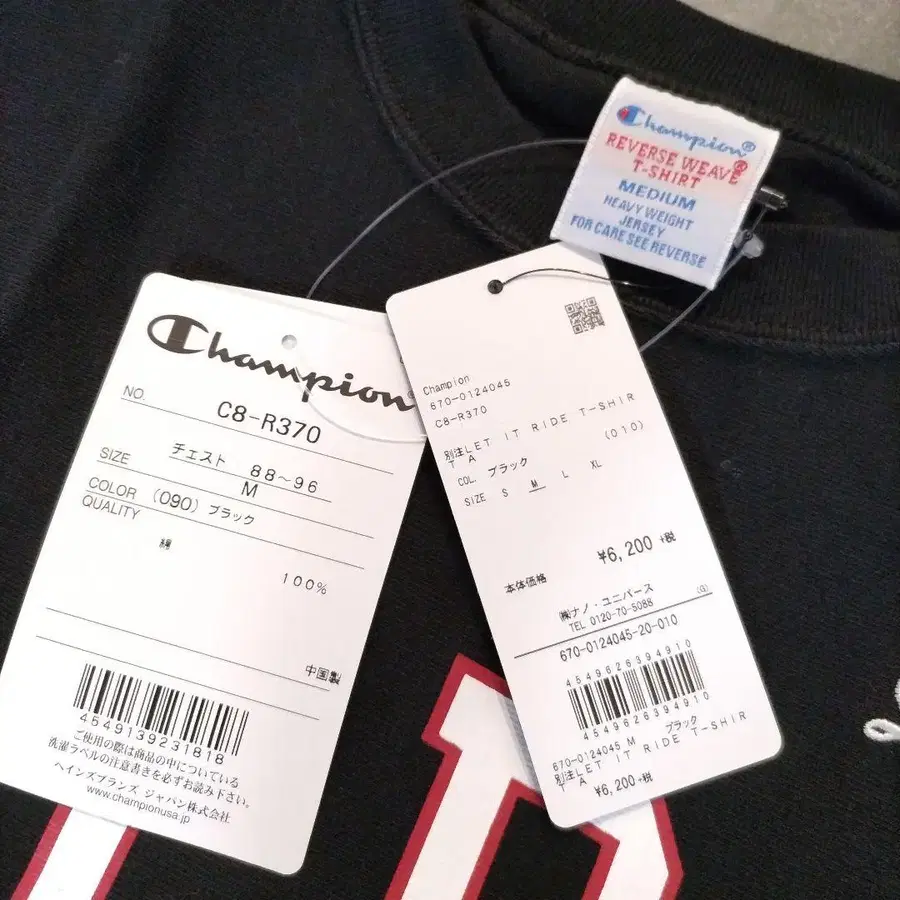 Champion®
REVERSE WEAVE®
T-SHIRT
MEDIUM
HEAVY WEIGHT
JERSEY
FOR CARE SEE REVERSE
Champion®
NO. C8-R370
SIZE チェスト 88~96
M
COLOR (090) ブラック
QUALITY
綿
100%
中国製
4549139231818
ご使用の際は商品の中についている
洗濯ラベルの注意書きを必ずお読み下さい。
ヘインズブランズ ジャパン株式会社
www.championusa.jp
Champion
670-0124045
C8-R370
別注LET IT RIDE T-SHIR
T A
(010)
COL. ブラック
SIZE S M L XL
¥6,200 +税
本体価格
㈱ナノ・ユニバース
TEL 0120-70-5088
(G)
670-0124045-20-010
4549626394910
4549626394910
670-0124045 M ブラック
別注LET IT RIDE T-SHIR
T A
¥6,200 +税